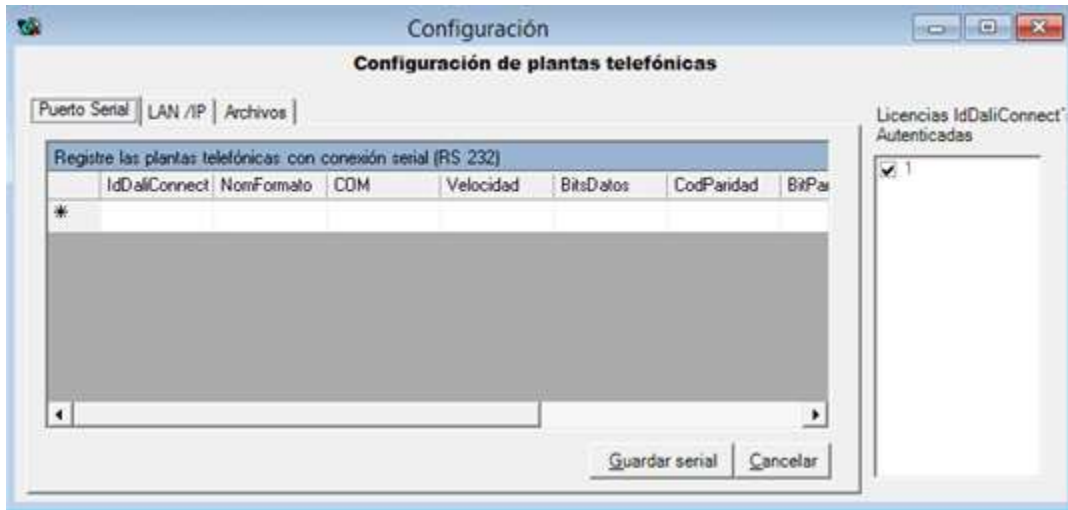 Configuración
Configuración de plantas telefónicas
Puerto Serial LAN /IP Archivos
Licencias IdDaliConnect
Autenticadas
1
Registre las plantas telefónicas con conexión serial (RS 232)
IdDaliConnect NomFormato COM Velocidad BitsDatos CodParidad BitPar
*
Guardar serial Cancelar